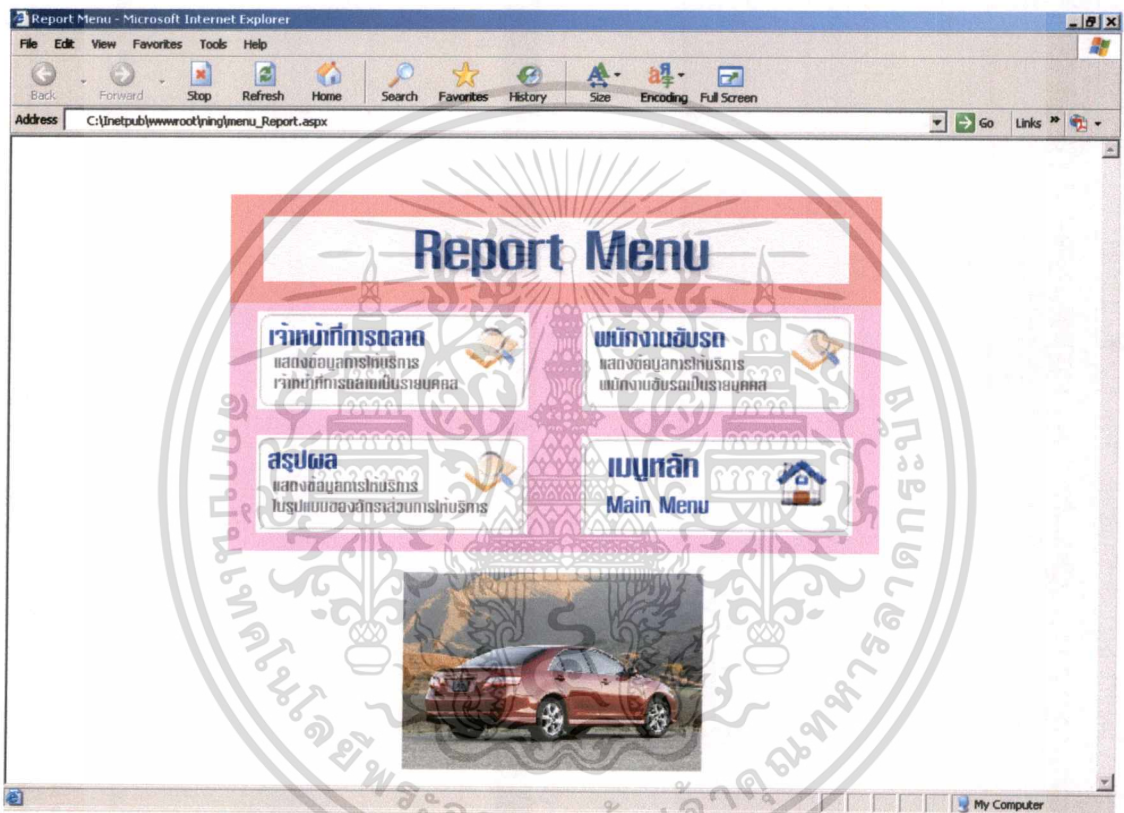 Report Menu - Microsoft Internet Explorer
File Edit View Favorites Tools Help
Back Forward Stop Refresh Home Search Favorites History Size Encoding Full Screen
Address C:\Inetpub\wwwroot\ning\menu_Report.aspx Go Links »
Report Menu
เจ้าหน้าที่การตลาด
แสดงข้อมูลการให้บริการ
เจ้าหน้าที่การตลาดเป็นรายบุคคล
พนักงานขับรถ
แสดงข้อมูลการให้บริการ
พนักงานขับรถเป็นรายบุคคล
สรุปผล
แสดงข้อมูลการให้บริการ
ในรูปแบบของอัตราส่วนการให้บริการ
เมนูหลัก
Main Menu
My Computer